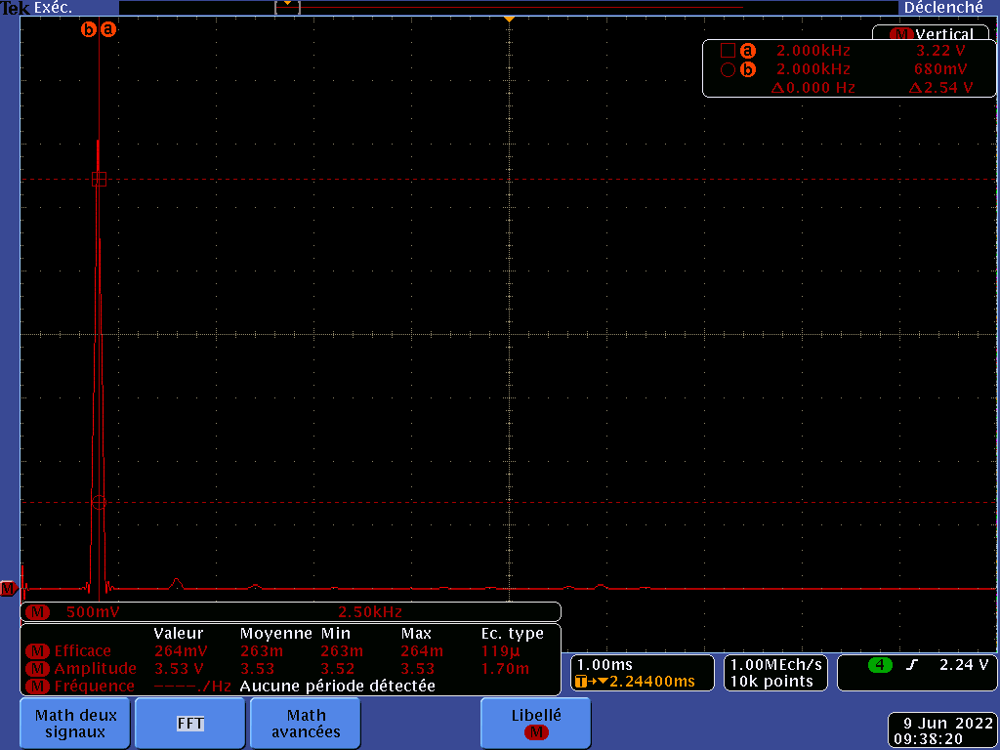 Tek Exéc. Déclenché
b a
M Vertical
a 2.000kHz 3.22 V
b 2.000kHz 680mV
Δ0.000 Hz Δ2.54 V
M
M 500mV 2.50kHz
Valeur Moyenne Min Max Ec. type
M Efficace 264mV 263m 263m 264m 119µ
M Amplitude 3.53 V 3.53 3.52 3.53 1.70m
M Fréquence ----./Hz Aucune période détectée
1.00ms
T→▼2.24400ms
1.00MEch/s
10k points
4 2.24 V
Math deux
signaux
FFT
Math
avancées
Libellé
M
9 Jun 2022
09:38:20